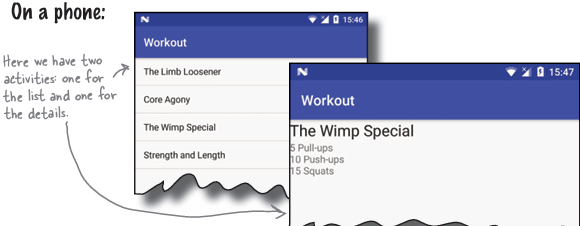 On a phone:
Here we have two
activities: one for
the list and one for
the details.
15:46
Workout
The Limb Loosener
Core Agony
The Wimp Special
Strength and Length
15:47
Workout
The Wimp Special
5 Pull-ups
10 Push-ups
15 Squats